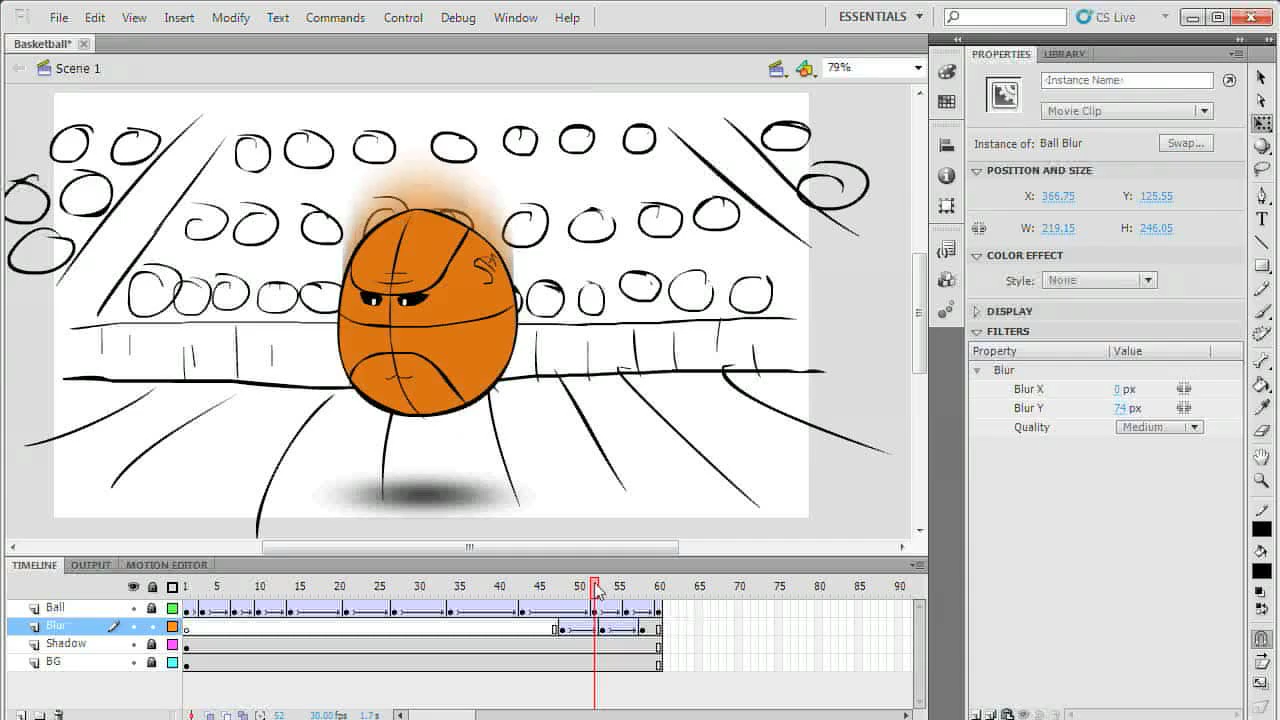 Fl File Edit View Insert Modify Text Commands Control Debug Window Help ESSENTIALS CS Live
Basketball*
Scene 1 79%
PROPERTIES LIBRARY
<Instance Name>
Movie Clip
Instance of: Ball Blur Swap...
POSITION AND SIZE
X: 366.75 Y: 125.55
W: 219.15 H: 246.05
COLOR EFFECT
Style: None
DISPLAY
FILTERS
Property Value
Blur
Blur X 0 px
Blur Y 74 px
Quality Medium
TIMELINE OUTPUT MOTION EDITOR
1 5 10 15 20 25 30 35 40 45 50 55 60 65 70 75 80 85 90
Ball
Blur
Shadow
BG
52 30.00fps 1.7s